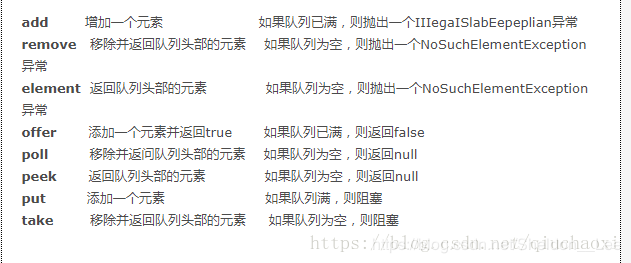 add 增加一个元素 如果队列已满，则抛出一个IIIegaISlabEepeplian异常
remove 移除并返回队列头部的元素 如果队列为空，则抛出一个NoSuchElementException
异常
element 返回队列头部的元素 如果队列为空，则抛出一个NoSuchElementException
异常
offer 添加一个元素并返回true 如果队列已满，则返回false
poll 移除并返问队列头部的元素 如果队列为空，则返回null
peek 返回队列头部的元素 如果队列为空，则返回null
put 添加一个元素 如果队列满，则阻塞
take 移除并返回队列头部的元素 如果队列为空，则阻塞
https://blog.csdn.net/qiuchaoxi